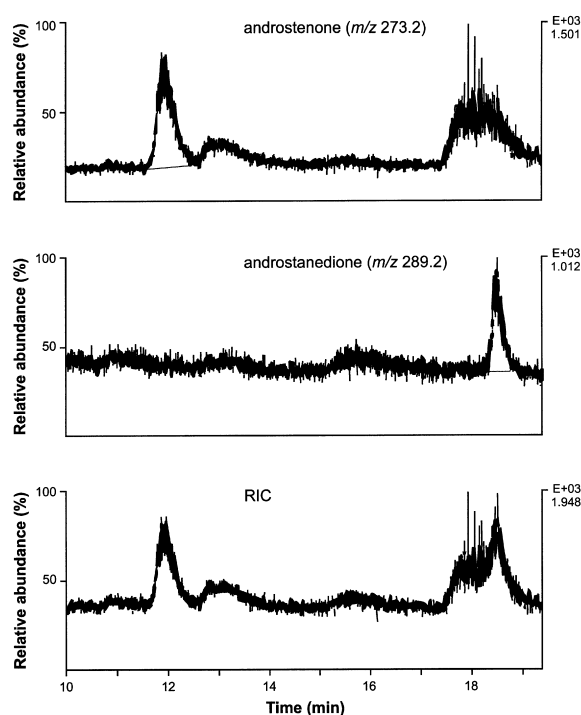 androstenone (m/z 273.2)
E+03
1.501
100
50
Relative abundance (%)
androstanedione (m/z 289.2)
E+03
1.012
100
50
Relative abundance (%)
RIC
E+03
1.948
100
50
Relative abundance (%)
10 12 14 16 18
Time (min)